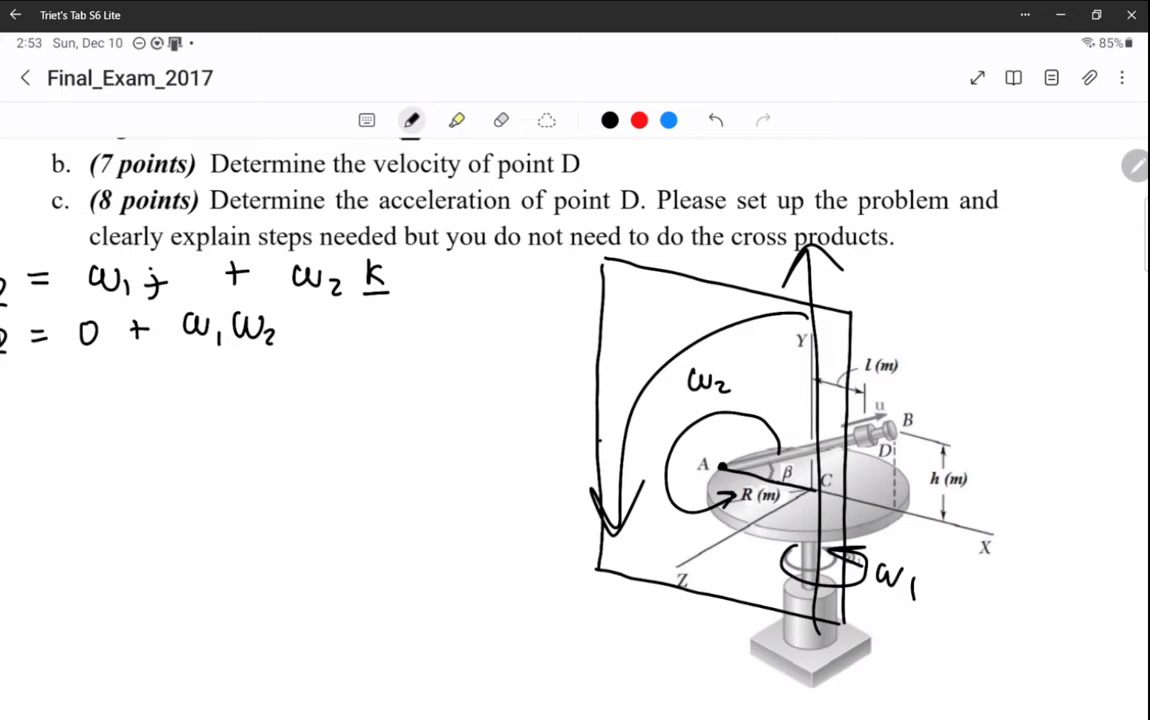 Triet's Tab S6 Lite
2:53 Sun, Dec 10
85%
Final_Exam_2017
b. (7 points) Determine the velocity of point D
c. (8 points) Determine the acceleration of point D. Please set up the problem and
clearly explain steps needed but you do not need to do the cross products.
= ω₁ j + ω₂ k
= 0 + ω₁ ω₂
Y
l (m)
ω₂
u
B
A
D
β
C
h (m)
R (m)
X
Z
ω₁